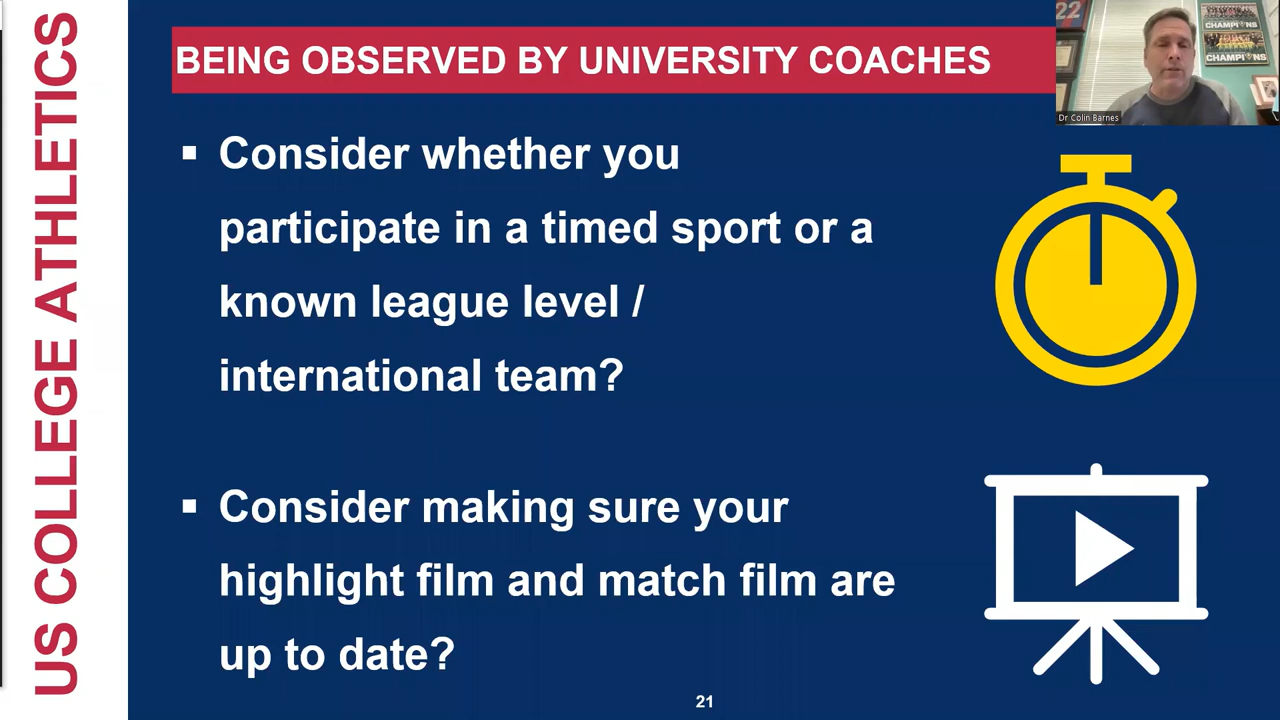 US COLLEGE ATHLETICS
BEING OBSERVED BY UNIVERSITY COACHES
22
CHAMPIONS
CHAMPIONS
Dr Colin Barnes
▪ Consider whether you
participate in a timed sport or a
known league level /
international team?
▪ Consider making sure your
highlight film and match film are
up to date?
21